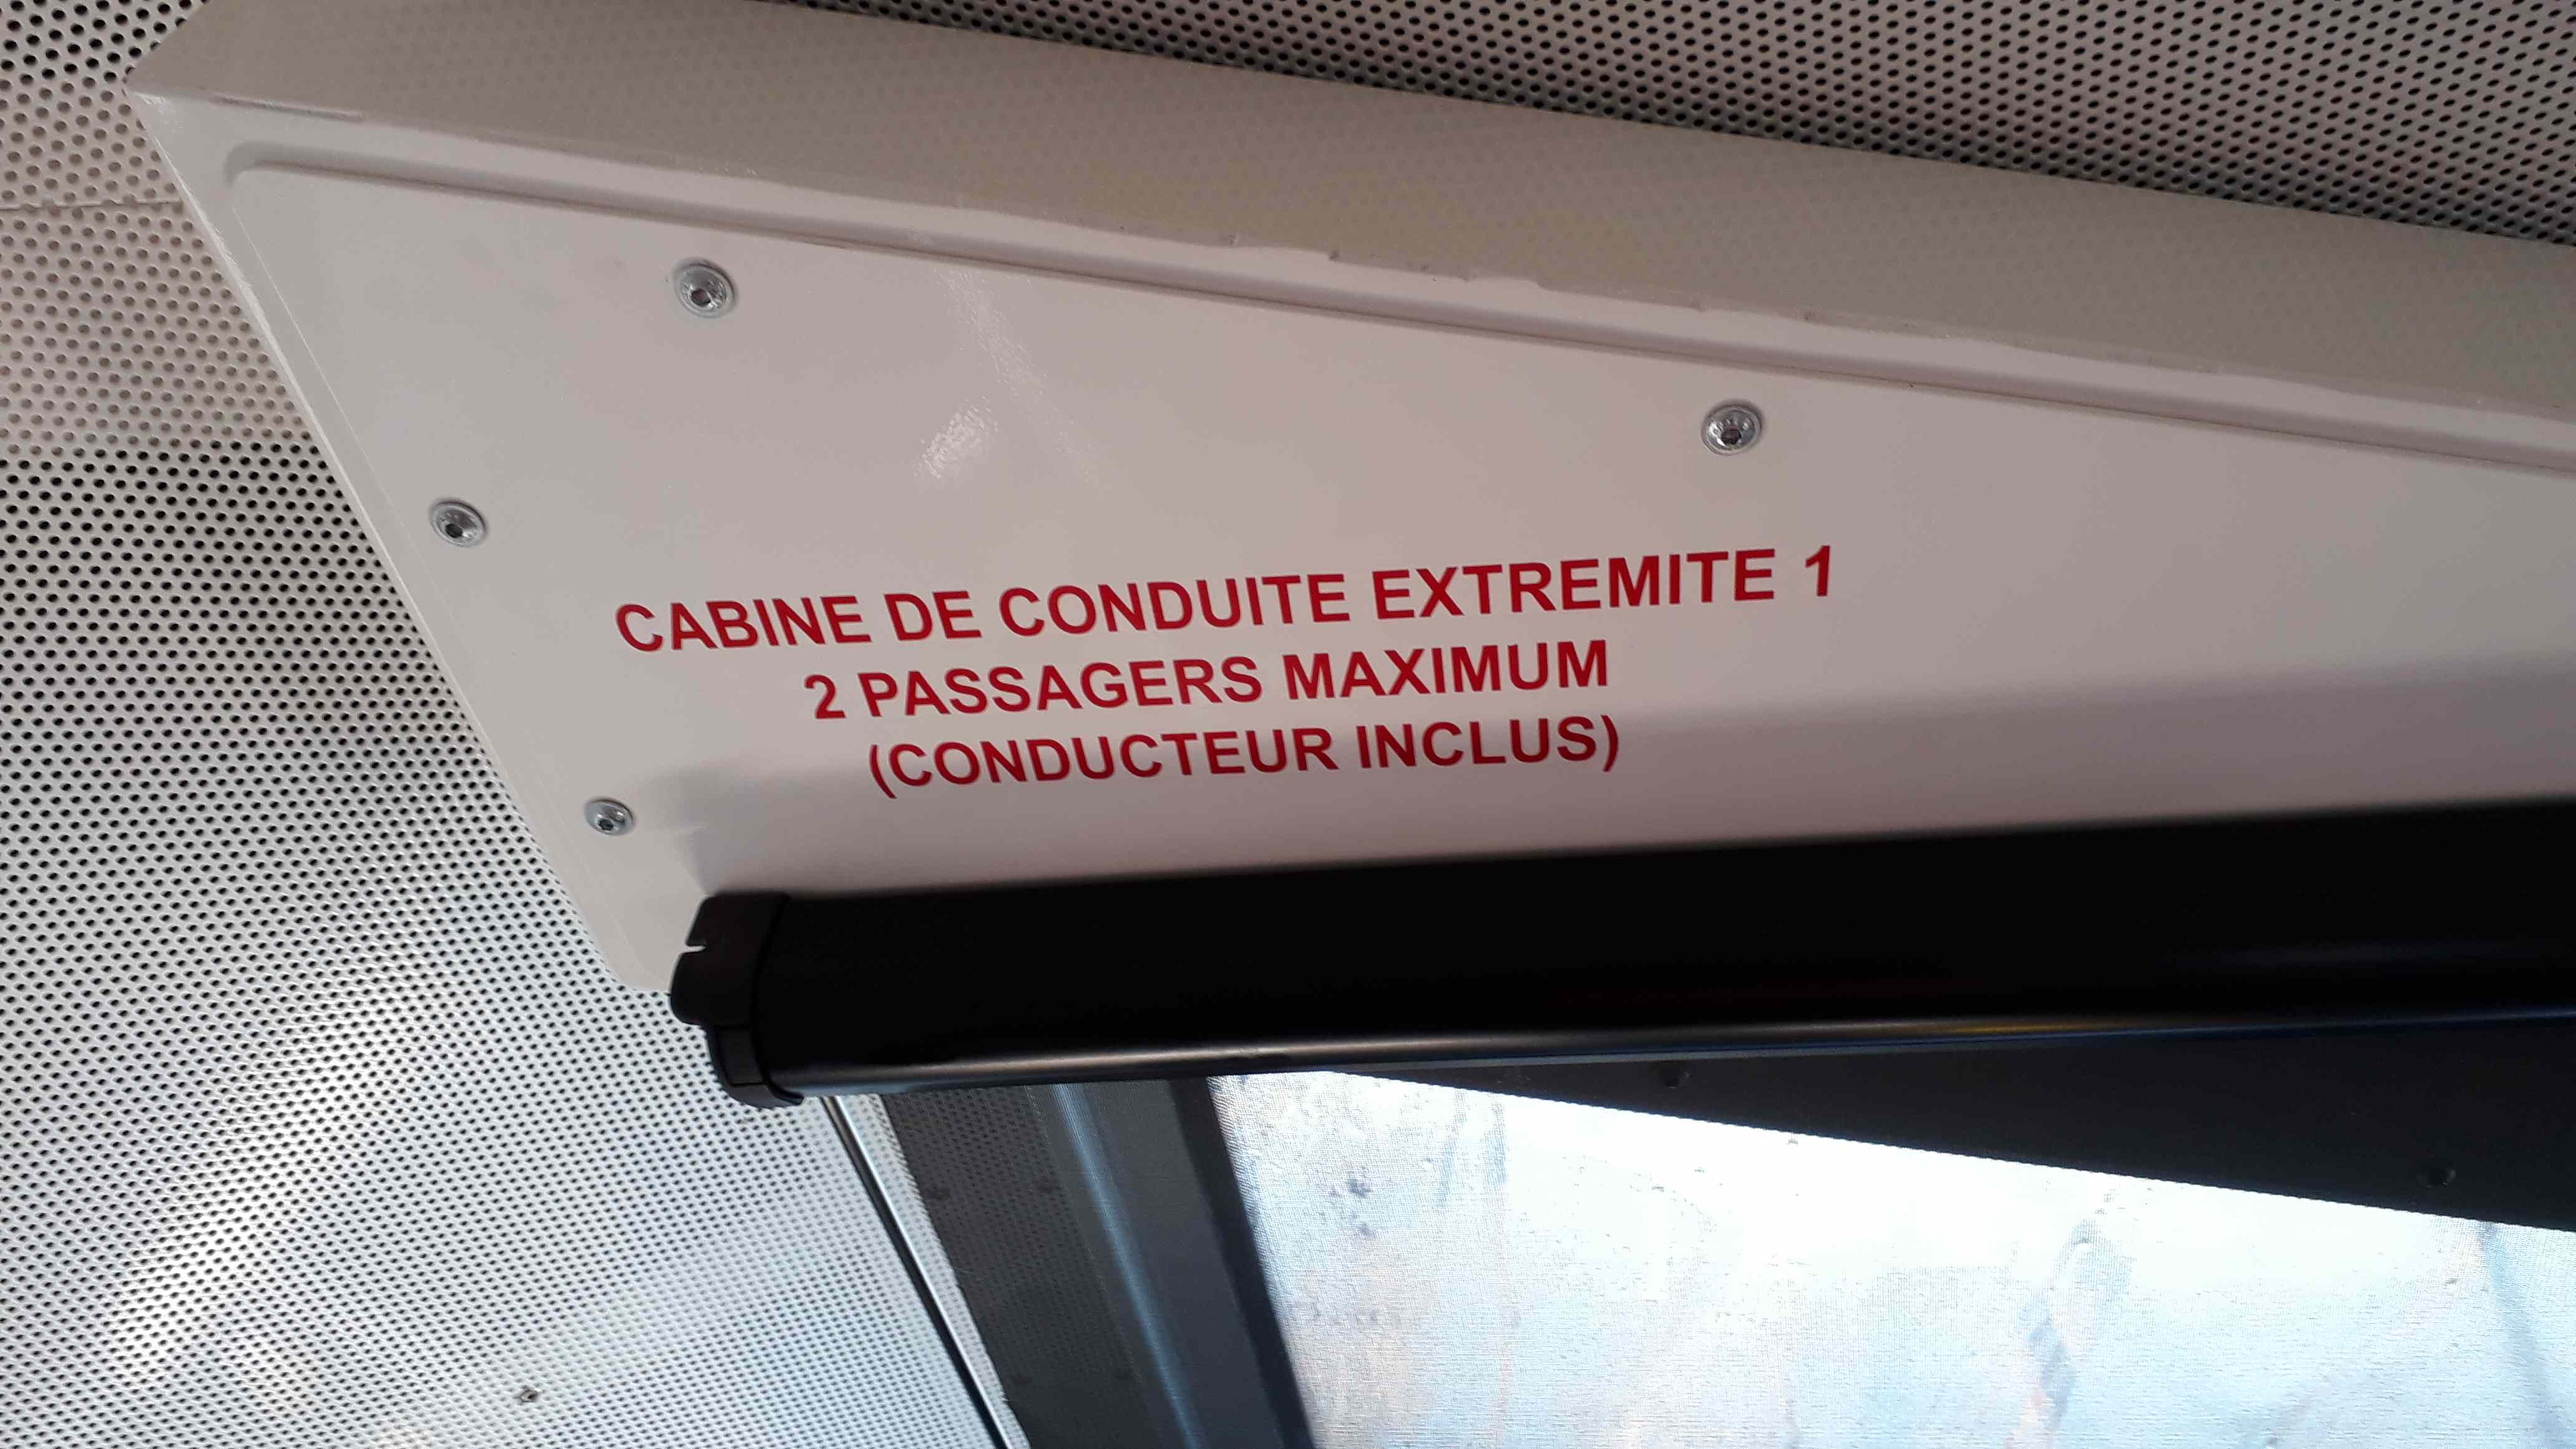 CABINE DE CONDUITE EXTREMITE 1
2 PASSAGERS MAXIMUM
(CONDUCTEUR INCLUS)